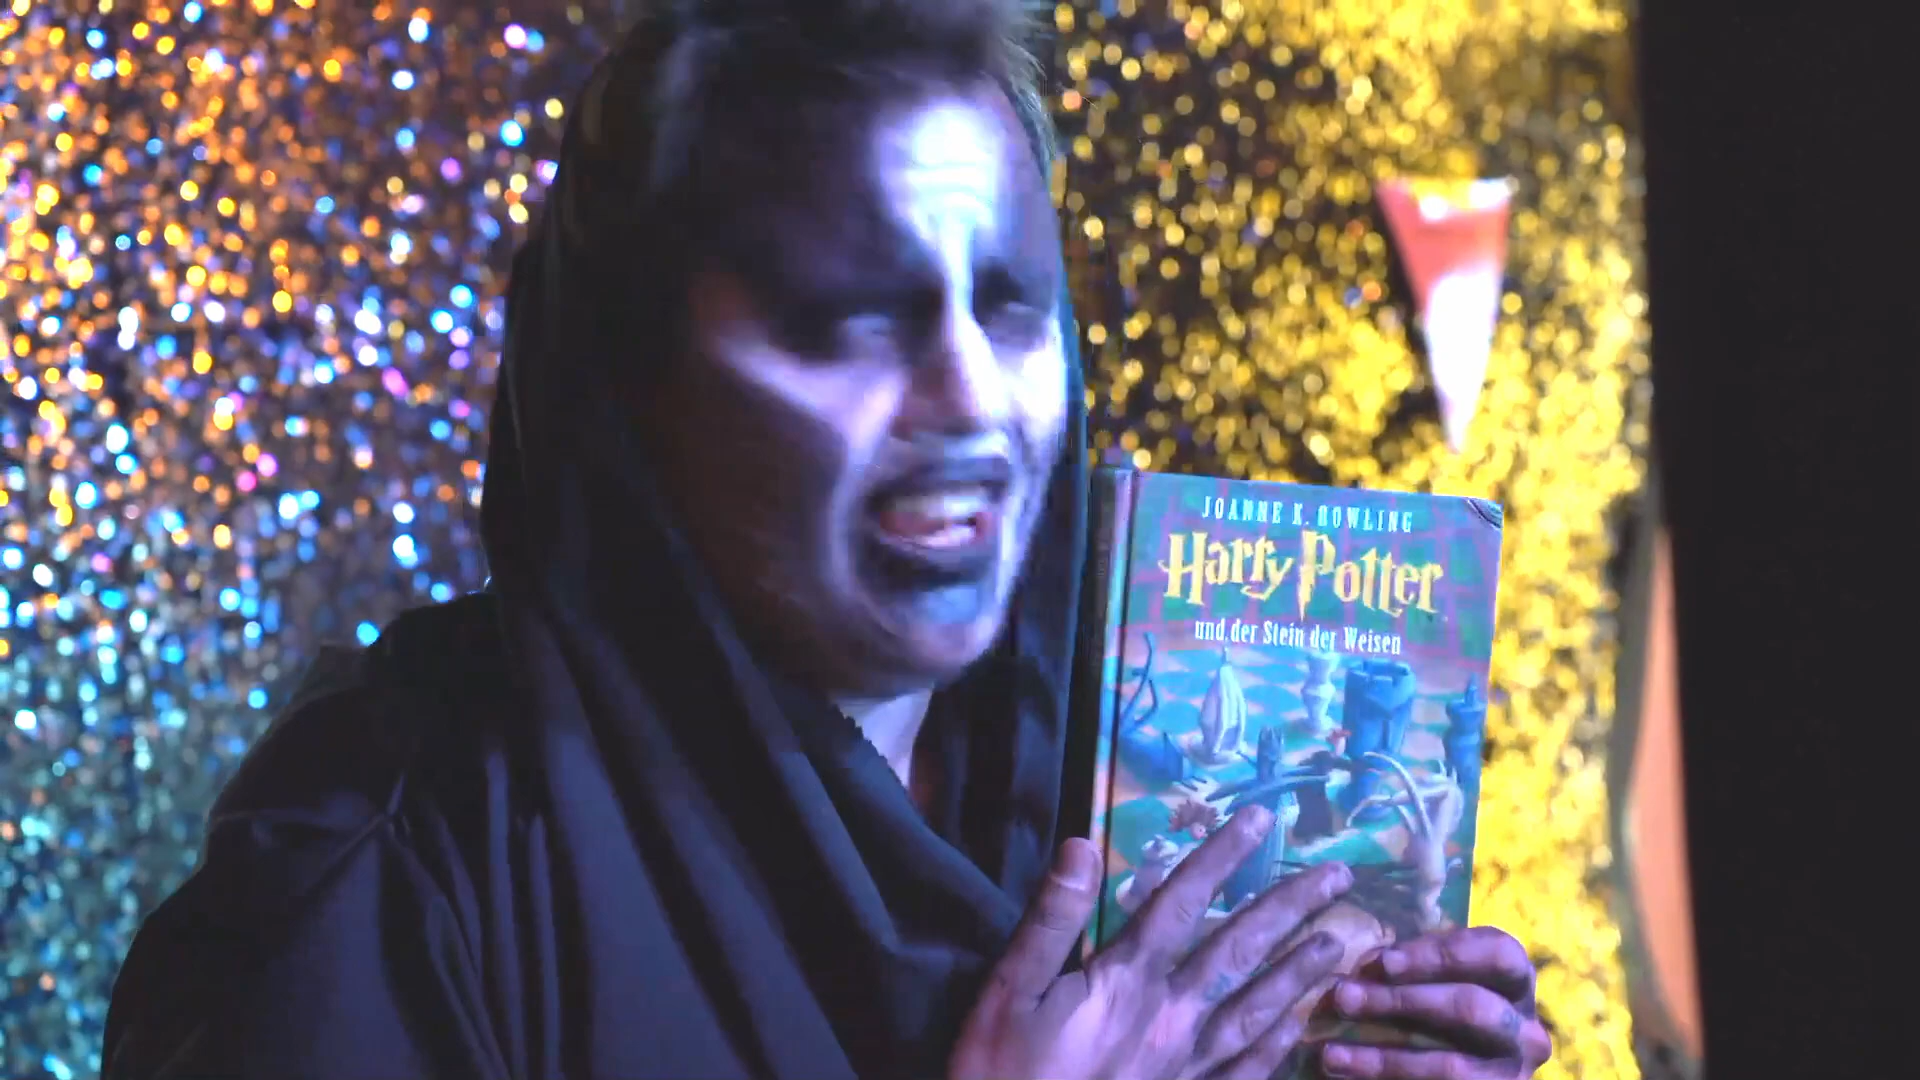 JOANNE K. ROWLING
Harry Potter
und der Stein der Weisen